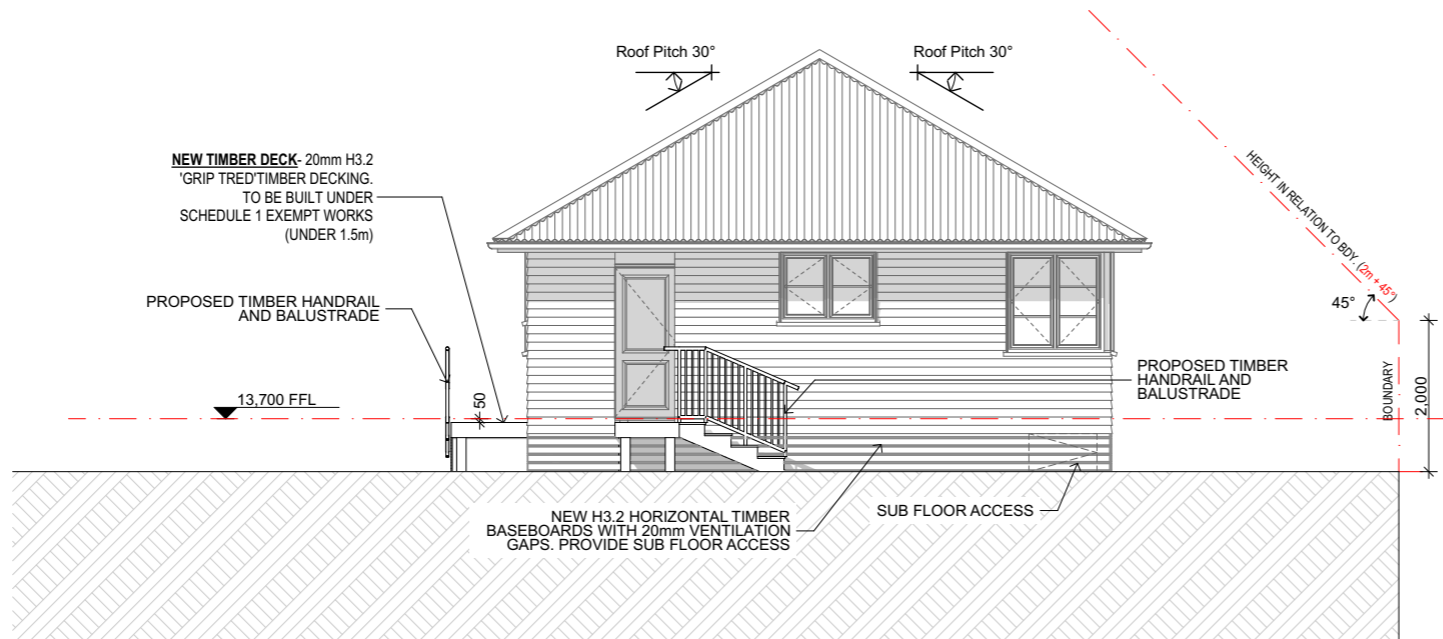 Roof Pitch 30°
Roof Pitch 30°
NEW TIMBER DECK- 20mm H3.2
'GRIP TRED'TIMBER DECKING.
TO BE BUILT UNDER
SCHEDULE 1 EXEMPT WORKS
(UNDER 1.5m)
HEIGHT IN RELATION TO BDY. (2m + 45°)
45°
PROPOSED TIMBER HANDRAIL
AND BALUSTRADE
PROPOSED TIMBER
HANDRAIL AND
BALUSTRADE
13,700 FFL
50
BOUNDARY
2,000
NEW H3.2 HORIZONTAL TIMBER
BASEBOARDS WITH 20mm VENTILATION
GAPS. PROVIDE SUB FLOOR ACCESS
SUB FLOOR ACCESS